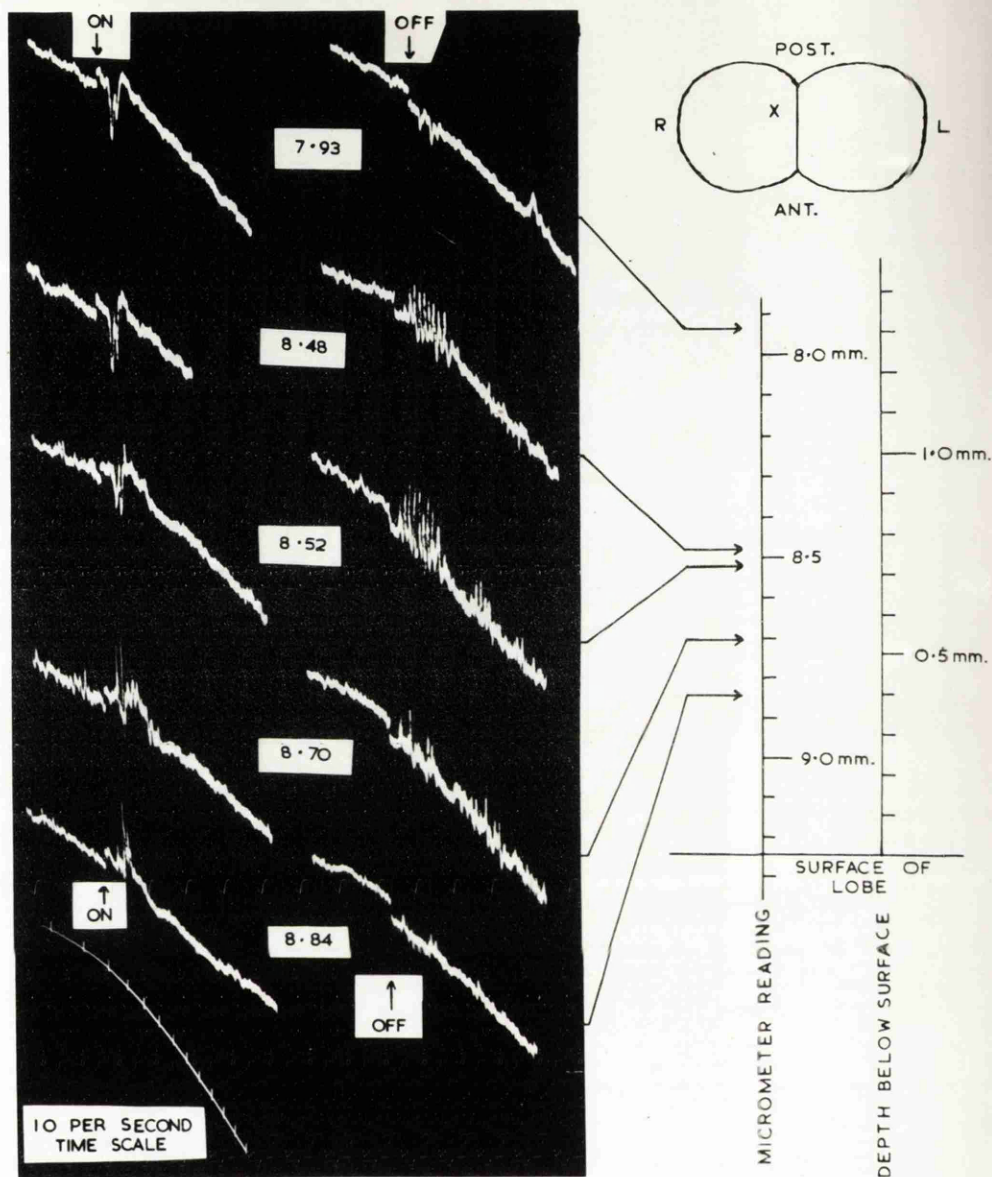 ON
OFF
7·93
8·48
8·52
8·70
8·84
ON
OFF
10 PER SECOND
TIME SCALE
POST.
R
X
L
ANT.
8·0 mm.
1·0 mm.
8·5
0·5 mm.
9·0 mm.
SURFACE OF
LOBE
MICROMETER READING
DEPTH BELOW SURFACE